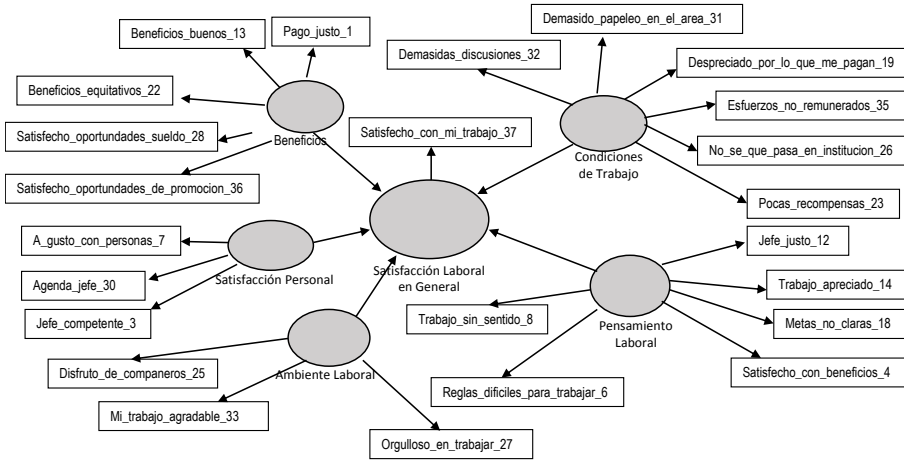 Demasido_papeleo_en_el_area_31
Beneficios_buenos_13
Pago_justo_1
Demasidas_discusiones_32
Despreciado_por_lo_que_me_pagan_19
Beneficios_equitativos_22
Esfuerzos_no_remunerados_35
Satisfecho_oportundades_sueldo_28
Beneficios
Satisfecho_con_mi_trabajo_37
Condiciones
de Trabajo
No_se_que_pasa_en_institucion_26
Satisfecho_oportundades_de_promocion_36
Pocas_recompensas_23
A_gusto_con_personas_7
Jefe_justo_12
Agenda_jefe_30
Satisfacción Personal
Satisfacción Laboral
en General
Trabajo_apreciado_14
Jefe_competente_3
Trabajo_sin_sentido_8
Pensamiento
Laboral
Metas_no_claras_18
Disfruto_de_companeros_25
Ambiente Laboral
Satisfecho_con_beneficios_4
Mi_trabajo_agradable_33
Reglas_dificiles_para_trabajar_6
Orgulloso_en_trabajar_27